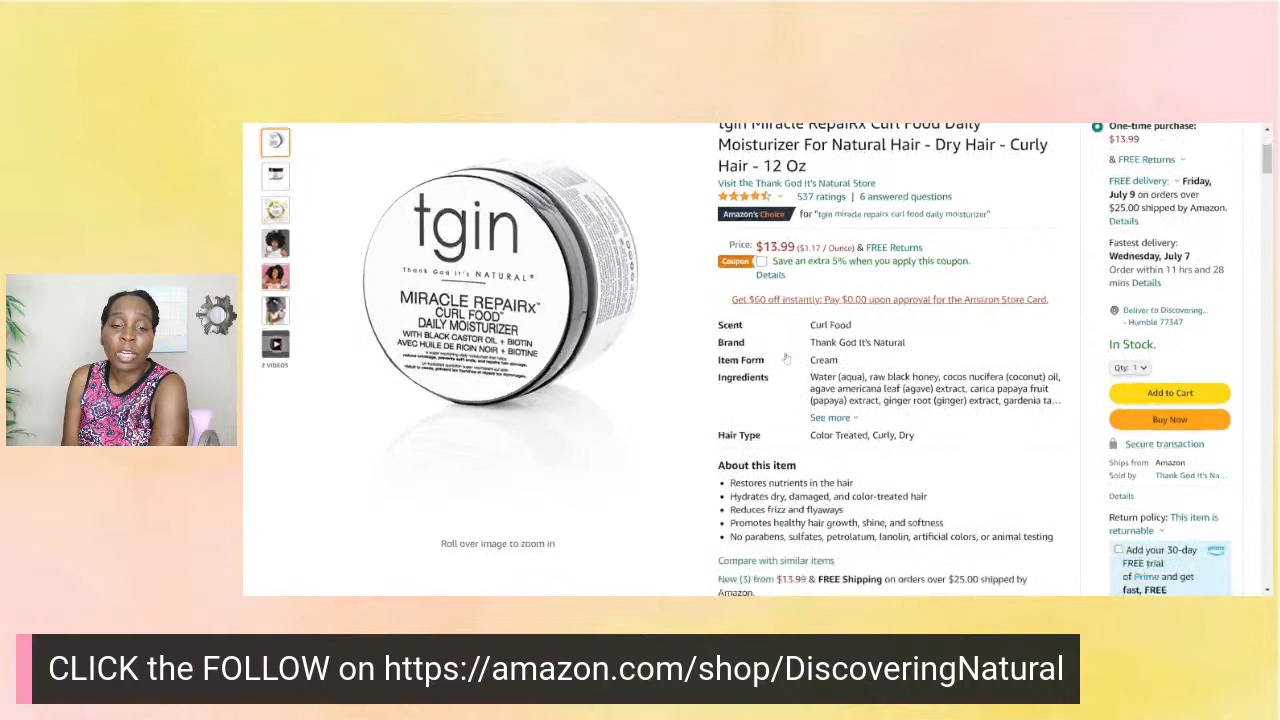 tgin Miracle RepaiRx Curl Food Daily
Moisturizer For Natural Hair - Dry Hair - Curly
Hair - 12 Oz
Visit the Thank God It's Natural Store
537 ratings | 6 answered questions
Amazon's Choice for "tgin miracle repairx curl food daily moisturizer"
Price: $13.99 ($1.17 / Ounce) & FREE Returns
Coupon Save an extra 5% when you apply this coupon.
Details
Get $60 off instantly: Pay $0.00 upon approval for the Amazon Store Card.
Scent Curl Food
Brand Thank God It's Natural
Item Form Cream
Ingredients Water (aqua), raw black honey, cocos nucifera (coconut) oil,
agave americana leaf (agave) extract, carica papaya fruit
(papaya) extract, ginger root (ginger) extract, gardenia ta...
See more
Hair Type Color Treated, Curly, Dry
About this item
• Restores nutrients in the hair
• Hydrates dry, damaged, and color-treated hair
• Reduces frizz and flyaways
• Promotes healthy hair growth, shine, and softness
• No parabens, sulfates, petrolatum, lanolin, artificial colors, or animal testing
Compare with similar items
New (3) from $13.99 & FREE Shipping on orders over $25.00 shipped by
Amazon.
tgin
Thank God It's NATURAL®
MIRACLE REPAIRx™
CURL FOOD™
DAILY MOISTURIZER
WITH BLACK CASTOR OIL + BIOTIN
AVEC HUILE DE RICIN NOIR + BIOTINE
2 VIDEOS
Roll over image to zoom in
One-time purchase:
$13.99
& FREE Returns
FREE delivery: Friday,
July 9 on orders over
$25.00 shipped by Amazon.
Details
Fastest delivery:
Wednesday, July 7
Order within 11 hrs and 28
mins Details
Deliver to Discovering...
- Humble 77347
In Stock.
Qty: 1
Add to Cart
Buy Now
Secure transaction
Ships from Amazon
Sold by Thank God It's Na...
Details
Return policy: This item is
returnable
Add your 30-day
FREE trial
of Prime and get
fast, FREE
prime
CLICK the FOLLOW on https://amazon.com/shop/DiscoveringNatural